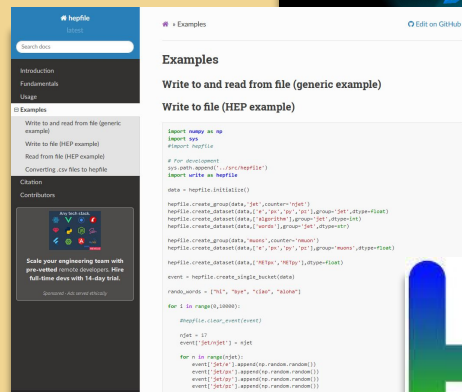 hepfile
latest
Search docs
Introduction
Fundamentals
Usage
Examples
Write to and read from file (generic
example)
Write to file (HEP example)
Read from file (HEP example)
Converting .csv files to hepfile
Citation
Contributors
Any tech stack.
Scale your engineering team with
pre-vetted remote developers. Hire
full-time devs with 14-day trial.
Sponsored · Ads served ethically
» Examples
Edit on GitHub
Examples
Write to and read from file (generic example)
Write to file (HEP example)
import numpy as np
import sys
#import hepfile
# For development
sys.path.append('../src/hepfile')
import write as hepfile
data = hepfile.initialize()
hepfile.create_group(data,'jet',counter='njet')
hepfile.create_dataset(data,['e','px','py','pz'],group='jet',dtype=float)
hepfile.create_dataset(data,['algorithm'],group='jet',dtype=int)
hepfile.create_dataset(data,['words'],group='jet',dtype=str)
hepfile.create_group(data,'muons',counter='nmuon')
hepfile.create_dataset(data,['e','px','py','pz'],group='muons',dtype=float)
hepfile.create_dataset(data,['METpx','METpy'],dtype=float)
event = hepfile.create_single_bucket(data)
rando_words = ["hi", "bye", "ciao", "aloha"]
for i in range(0,10000):
#hepfile.clear_event(event)
njet = 17
event['jet/njet'] = njet
for n in range(njet):
event['jet/e'].append(np.random.random())
event['jet/px'].append(np.random.random())
event['jet/py'].append(np.random.random())
event['jet/pz'].append(np.random.random())